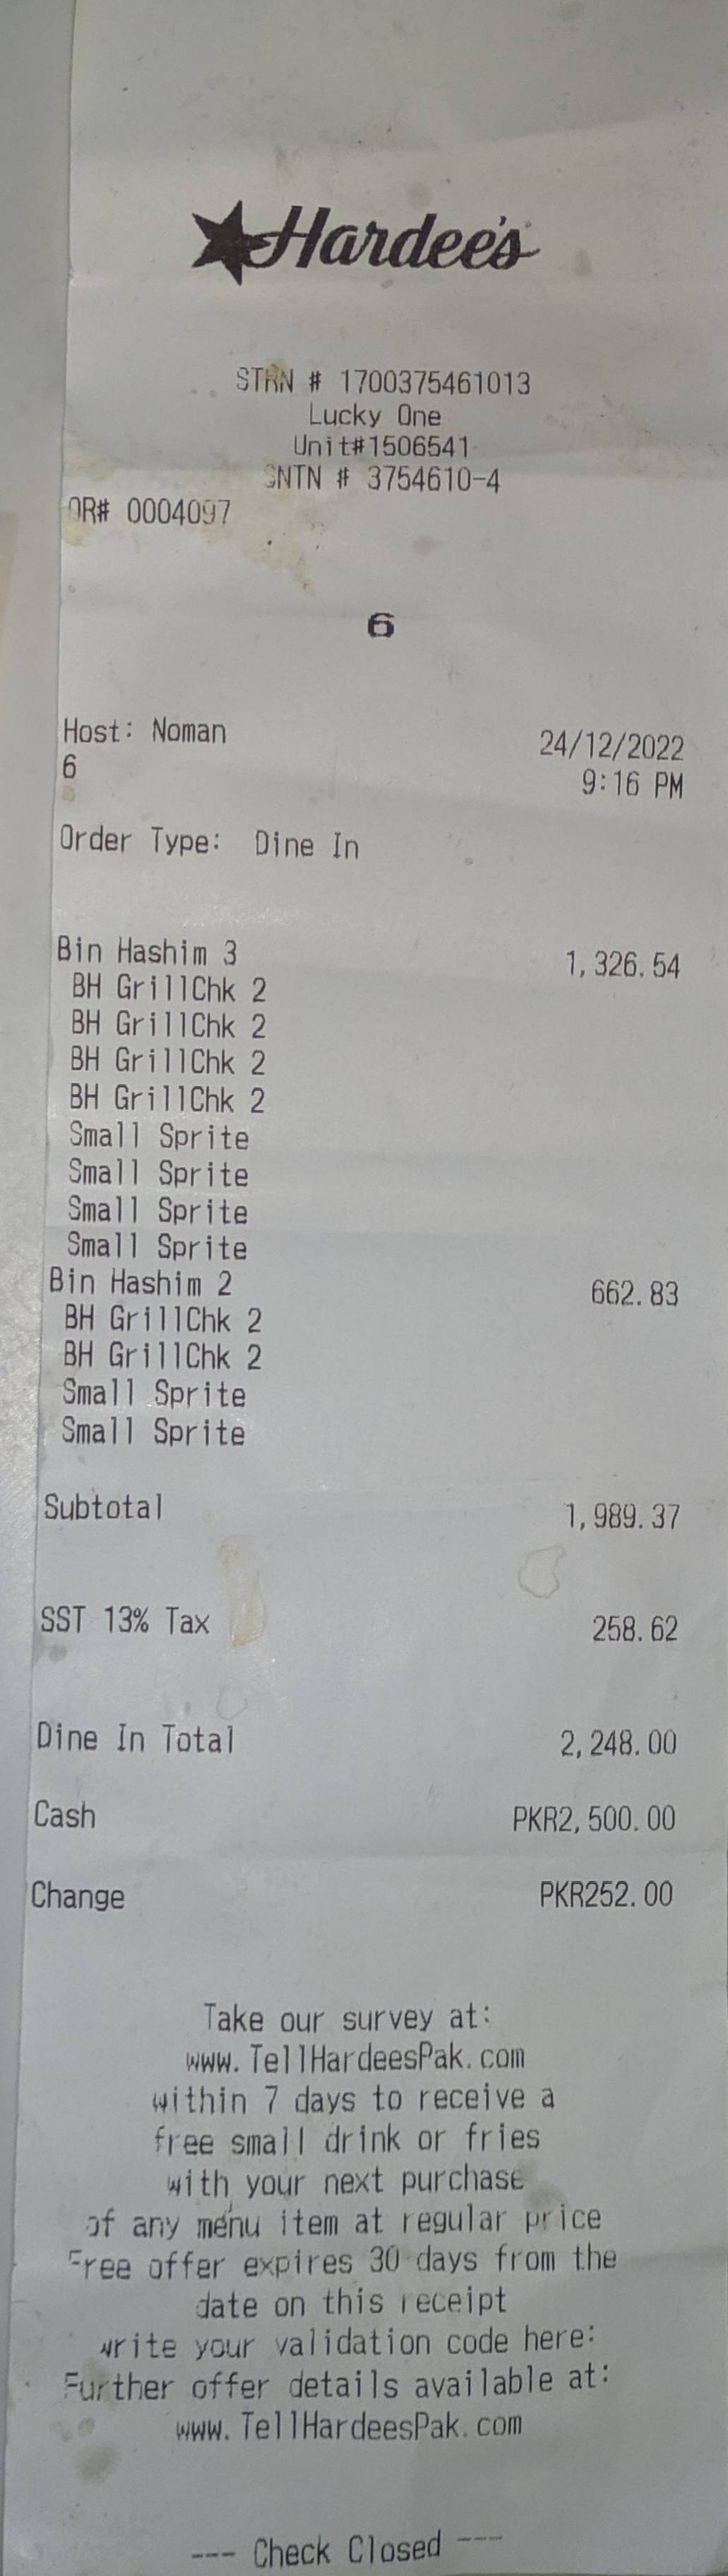 Hardee's
STRN # 1700375461013
Lucky One
Unit#1506541
SNTN # 3754610-4
OR# 0004097
6
Host: Noman 24/12/2022
6 9:16 PM
Order Type: Dine In
Bin Hashim 3 1,326.54
BH GrillChk 2
BH GrillChk 2
BH GrillChk 2
BH GrillChk 2
Small Sprite
Small Sprite
Small Sprite
Small Sprite
Bin Hashim 2 662.83
BH GrillChk 2
BH GrillChk 2
Small Sprite
Small Sprite
Subtotal 1,989.37
SST 13% Tax 258.62
Dine In Total 2,248.00
Cash PKR2,500.00
Change PKR252.00
Take our survey at:
www.TellHardeesPak.com
within 7 days to receive a
free small drink or fries
with your next purchase
of any menu item at regular price
Free offer expires 30 days from the
date on this receipt
write your validation code here:
Further offer details available at:
www.TellHardeesPak.com
--- Check Closed ---